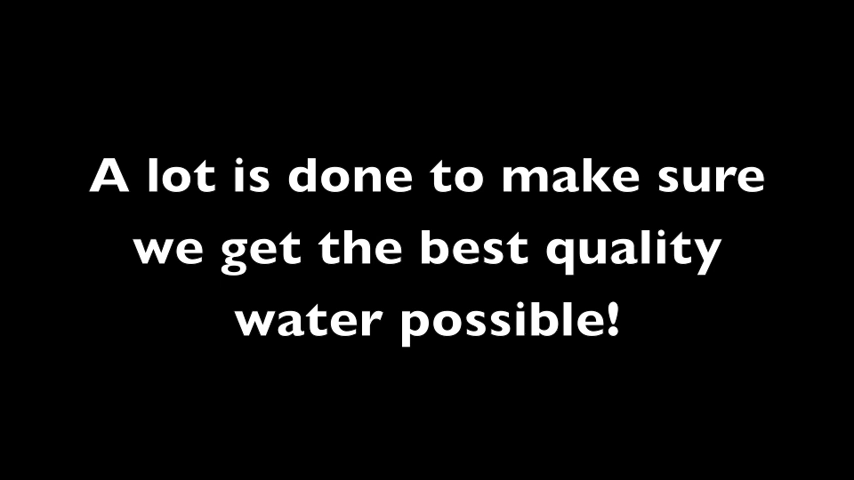 A lot is done to make sure
we get the best quality
water possible!